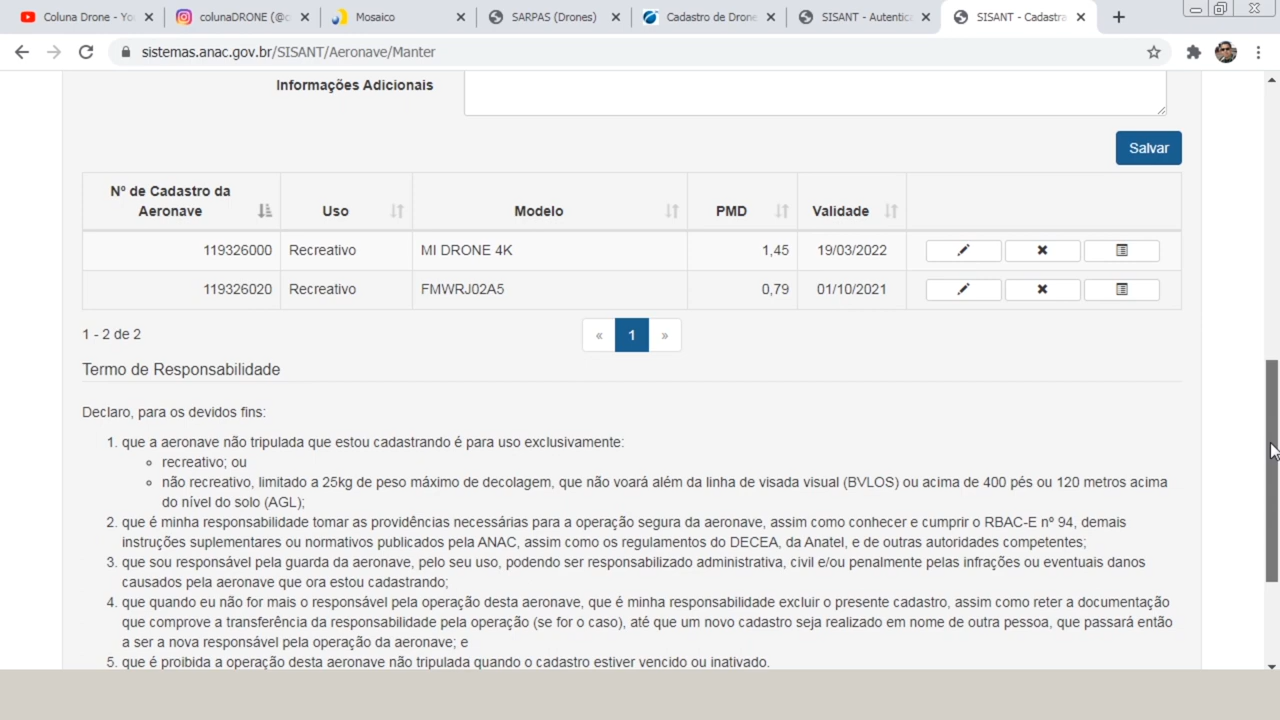 Coluna Drone - Yo
colunaDRONE (@c
Mosaico
SARPAS (Drones)
Cadastro de Drone
SISANT - Autentic
SISANT - Cadastra
sistemas.anac.gov.br/SISANT/Aeronave/Manter
Informações Adicionais
Salvar
Nº de Cadastro da
Aeronave Uso Modelo PMD Validade
119326000 Recreativo MI DRONE 4K 1,45 19/03/2022
119326020 Recreativo FMWRJ02A5 0,79 01/10/2021
1 - 2 de 2 « 1 »
Termo de Responsabilidade
Declaro, para os devidos fins:
1. que a aeronave não tripulada que estou cadastrando é para uso exclusivamente:
recreativo; ou
não recreativo, limitado a 25kg de peso máximo de decolagem, que não voará além da linha de visada visual (BVLOS) ou acima de 400 pés ou 120 metros acima
do nível do solo (AGL);
2. que é minha responsabilidade tomar as providências necessárias para a operação segura da aeronave, assim como conhecer e cumprir o RBAC-E nº 94, demais
instruções suplementares ou normativos publicados pela ANAC, assim como os regulamentos do DECEA, da Anatel, e de outras autoridades competentes;
3. que sou responsável pela guarda da aeronave, pelo seu uso, podendo ser responsabilizado administrativa, civil e/ou penalmente pelas infrações ou eventuais danos
causados pela aeronave que ora estou cadastrando;
4. que quando eu não for mais o responsável pela operação desta aeronave, que é minha responsabilidade excluir o presente cadastro, assim como reter a documentação
que comprove a transferência da responsabilidade pela operação (se for o caso), até que um novo cadastro seja realizado em nome de outra pessoa, que passará então
a ser a nova responsável pela operação da aeronave; e
5. que é proibida a operação desta aeronave não tripulada quando o cadastro estiver vencido ou inativado.